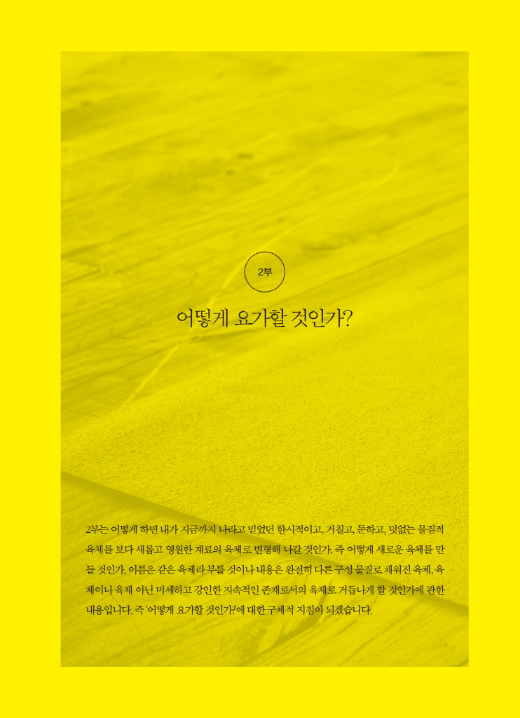 2부
어떻게 요가할 것인가?
2부는 어떻게 하면 내가 지금까지 나라고 믿었던 한시적이고, 거칠고, 둔하고, 덧없는 물질적
육체를 보다 새롭고 영원한 재료의 육체로 변형해 나갈 것인가, 즉 어떻게 새로운 육체를 만
들 것인가, 이름은 같은 육체라 부를 것이나 내용은 완전히 다른 구성 물질로 채워진 육체, 육
체이나 육체 아닌 미세하고 강인한 지속적인 존재로서의 육체로 거듭나게 할 것인가에 관한
내용입니다. 즉 '어떻게 요가할 것인가?'에 대한 구체적 지침이 되겠습니다.